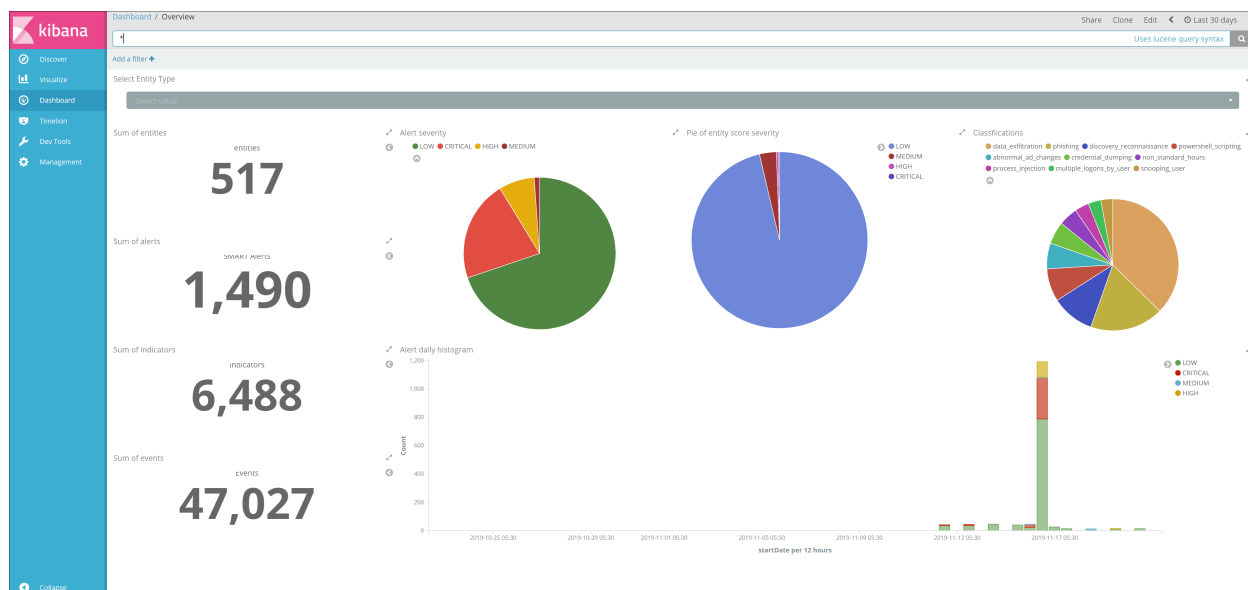 kibana
Discover
Visualize
Dashboard
Timelion
Dev Tools
Management
Collapse
Dashboard / Overview
Share Clone Edit Last 30 days
*
Uses lucene query syntax
Add a filter +
Select Entity Type
Select value
Sum of entities
entities
517
Sum of alerts
SMART Alerts
1,490
Sum of indicators
indicators
6,488
Sum of events
Events
47,027
Alert severity
LOW CRITICAL HIGH MEDIUM
Pie of entity score severity
LOW
MEDIUM
HIGH
CRITICAL
Classfiications
data_exfiltration phishing discovery_reconnaissance powershell_scripting
abnormal_ad_changes credential_dumping non_standard_hours
process_injection multiple_logons_by_user snooping_user
Alert daily histogram
1,200
1,000
800
600
400
200
0
Count
2019-10-25 05:30 2019-10-29 05:30 2019-11-01 05:30 2019-11-05 05:30 2019-11-09 05:30 2019-11-13 05:30 2019-11-17 05:30
startDate per 12 hours
LOW
CRITICAL
MEDIUM
HIGH